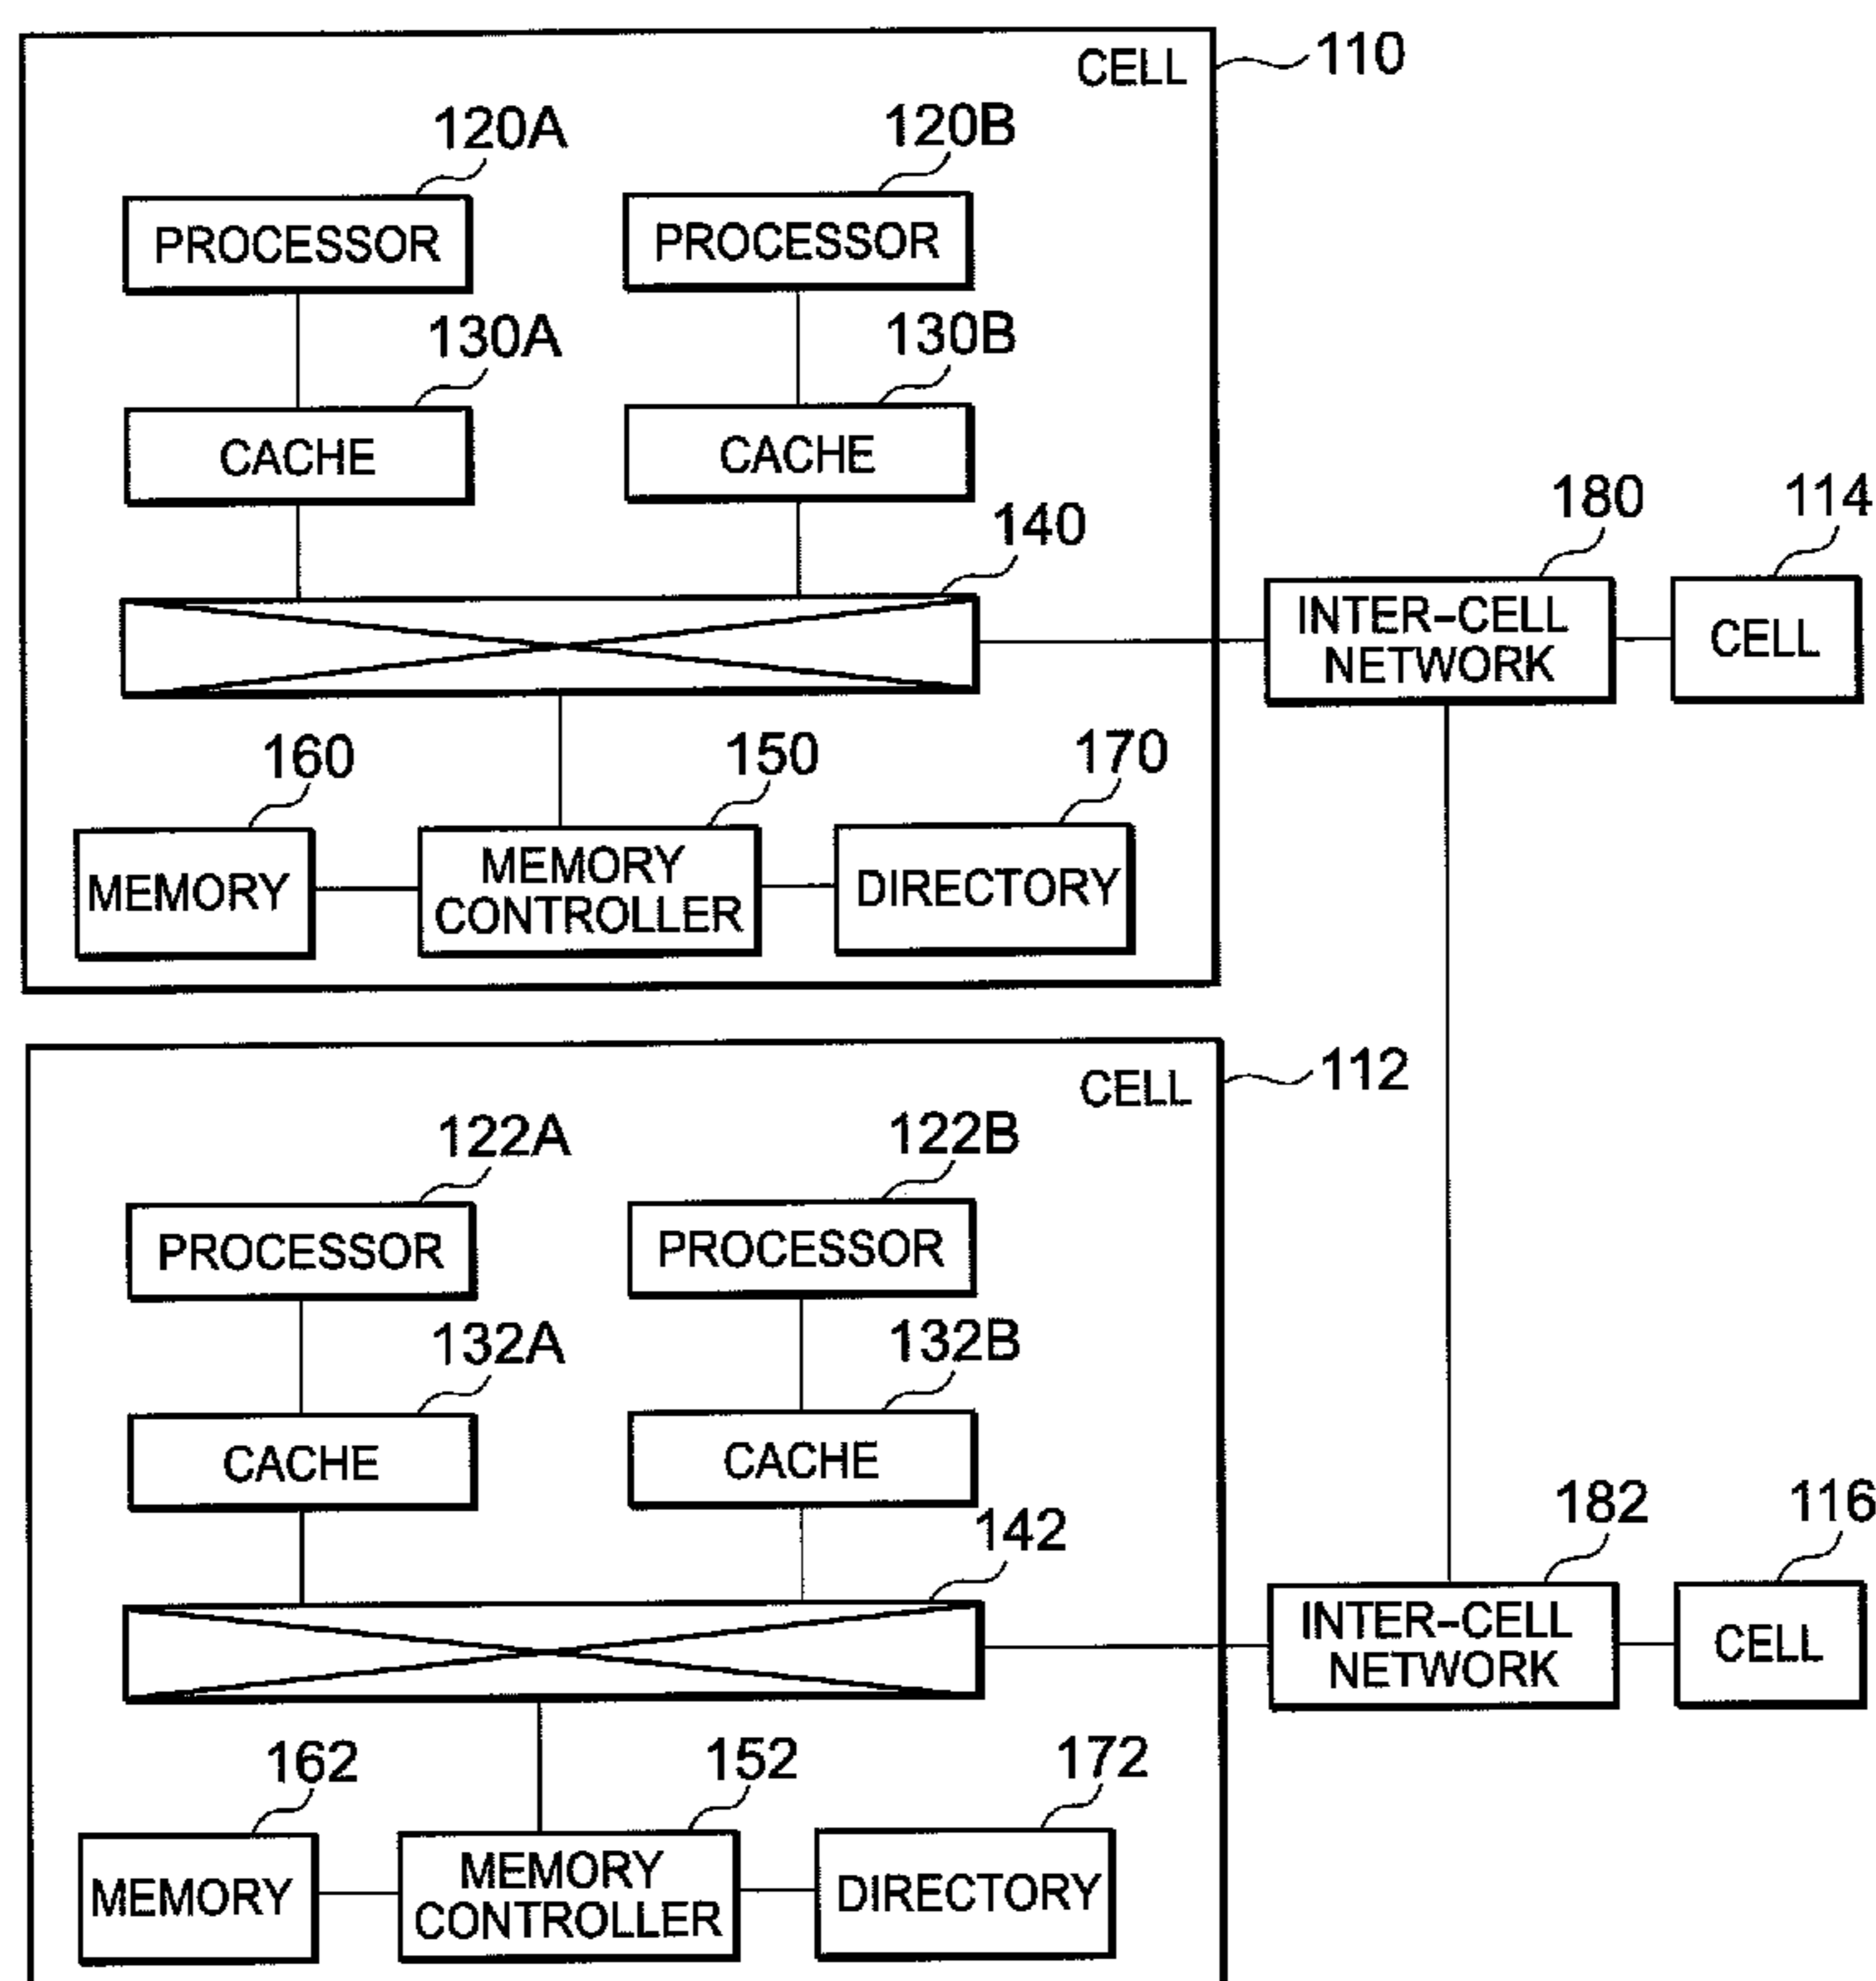 CELL
110
120A
120B
PROCESSOR
PROCESSOR
130A
130B
CACHE
CACHE
140
180
114
INTER-CELL
NETWORK
CELL
160
150
170
MEMORY
MEMORY
CONTROLLER
DIRECTORY
CELL
112
122A
122B
PROCESSOR
PROCESSOR
132A
132B
CACHE
CACHE
142
182
116
INTER-CELL
NETWORK
CELL
162
152
172
MEMORY
MEMORY
CONTROLLER
DIRECTORY